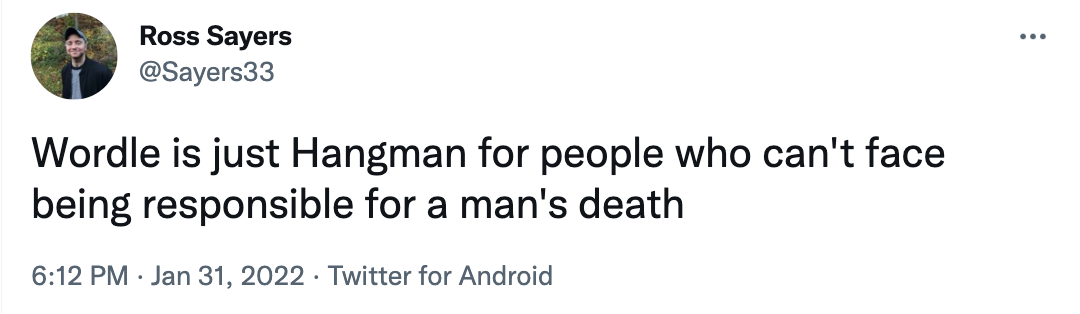 Ross Sayers
@Sayers33
Wordle is just Hangman for people who can't face
being responsible for a man's death
6:12 PM · Jan 31, 2022 · Twitter for Android